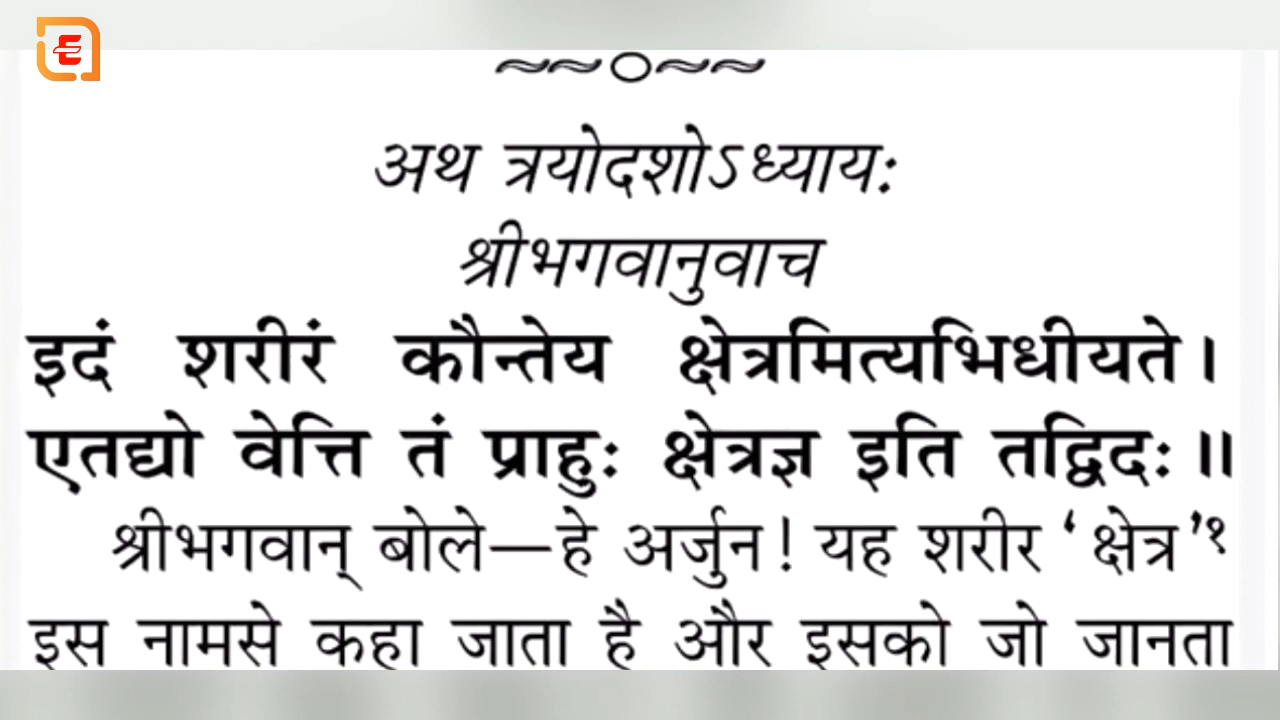 E
अथ त्रयोदशोऽध्यायः
श्रीभगवानुवाच
इदं शरीरं कौन्तेय क्षेत्रमित्यभिधीयते।
एतद्यो वेत्ति तं प्राहुः क्षेत्रज्ञ इति तद्विदः॥
श्रीभगवान् बोले—हे अर्जुन! यह शरीर ‘क्षेत्र’१
इस नामसे कहा जाता है और इसको जो जानता